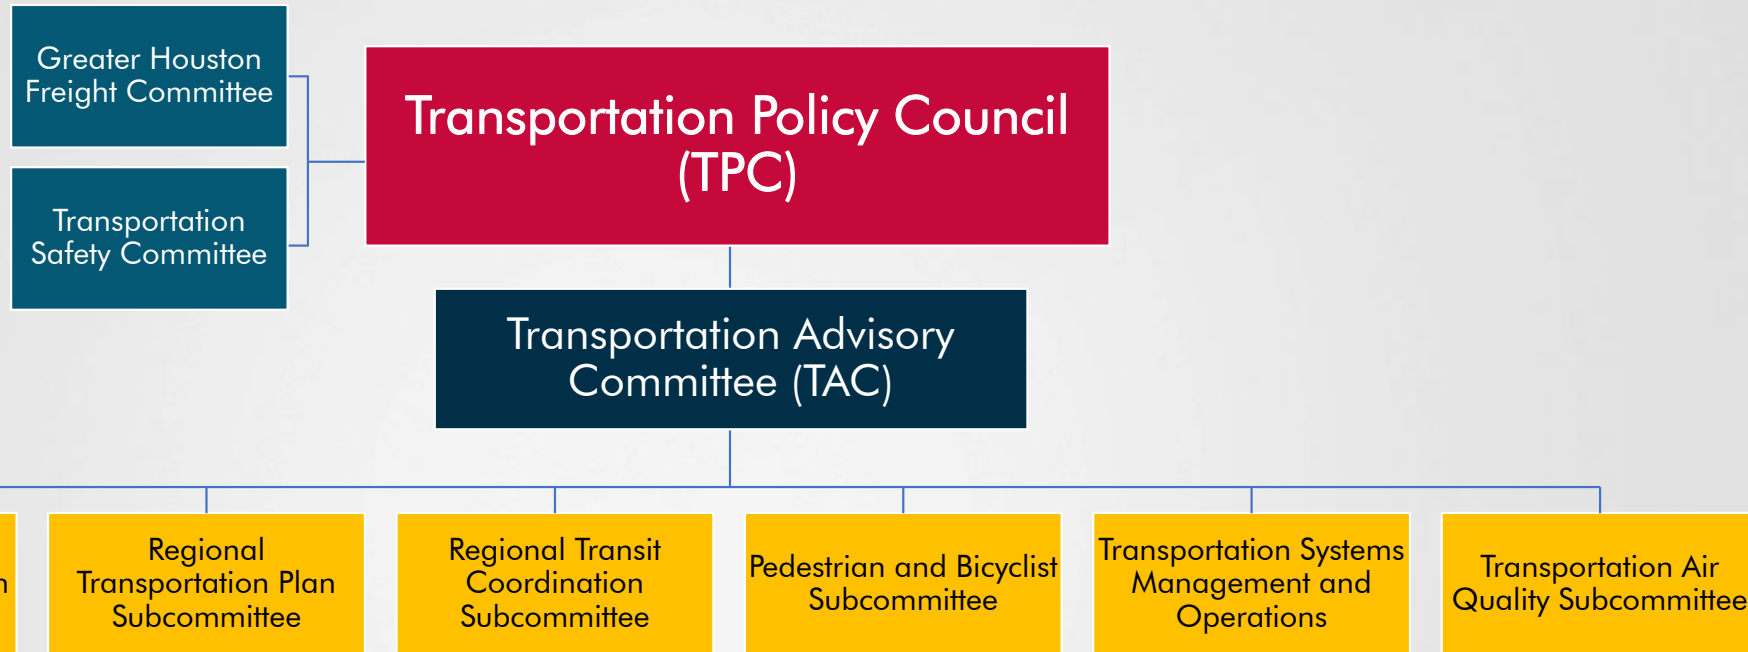 Greater Houston
Freight Committee
Transportation Policy Council
(TPC)
Transportation
Safety Committee
Transportation Advisory
Committee (TAC)
Regional
Transportation Plan
Subcommittee
Regional Transit
Coordination
Subcommittee
Pedestrian and Bicyclist
Subcommittee
Transportation Systems
Management and
Operations
Transportation Air
Quality Subcommittee